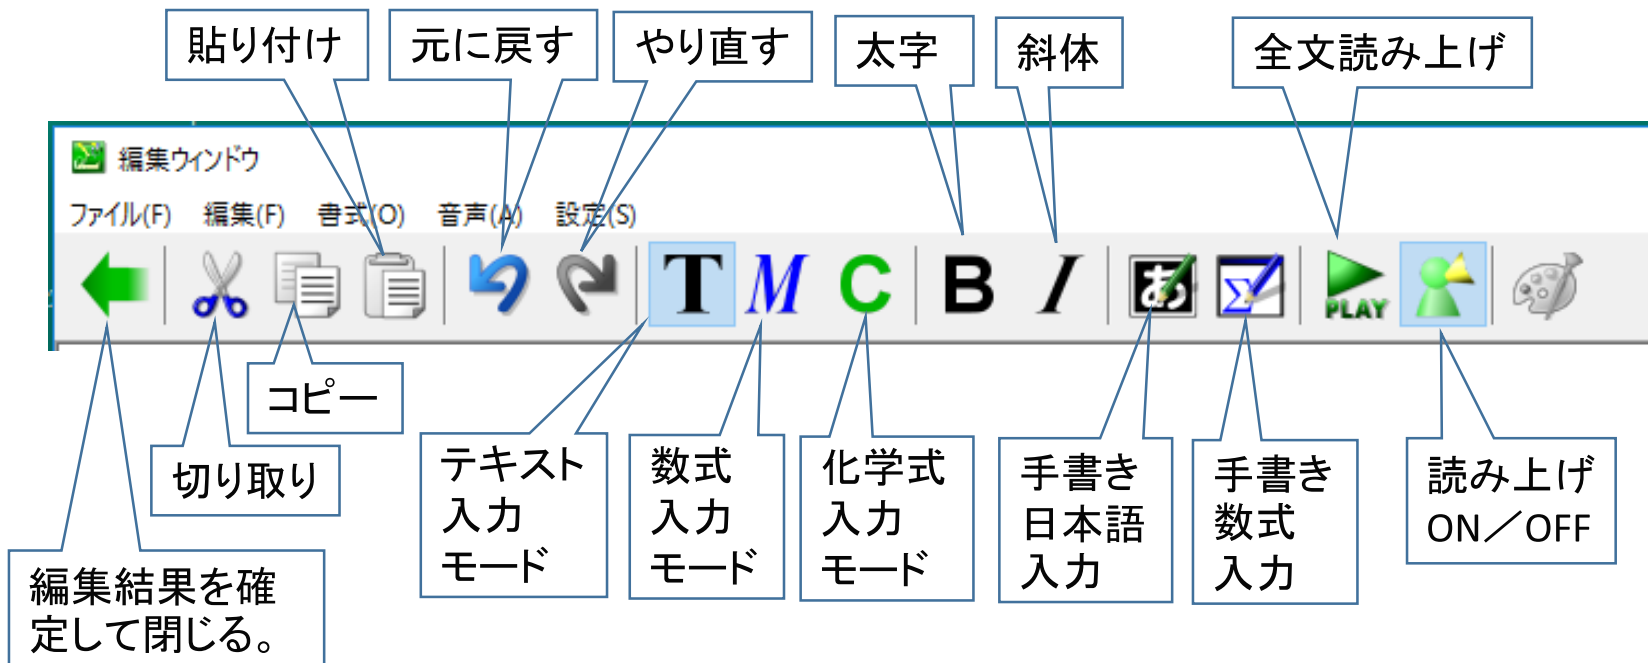 貼り付け
元に戻す
やり直す
太字
斜体
全文読み上げ
編集ウィンドウ
ファイル(F) 編集(F) 書式(O) 音声(A) 設定(S)
T M C B I あ Σ PLAY
コピー
切り取り
編集結果を確
定して閉じる。
テキスト
入力
モード
数式
入力
モード
化学式
入力
モード
手書き
日本語
入力
手書き
数式
入力
読み上げ
ON／OFF